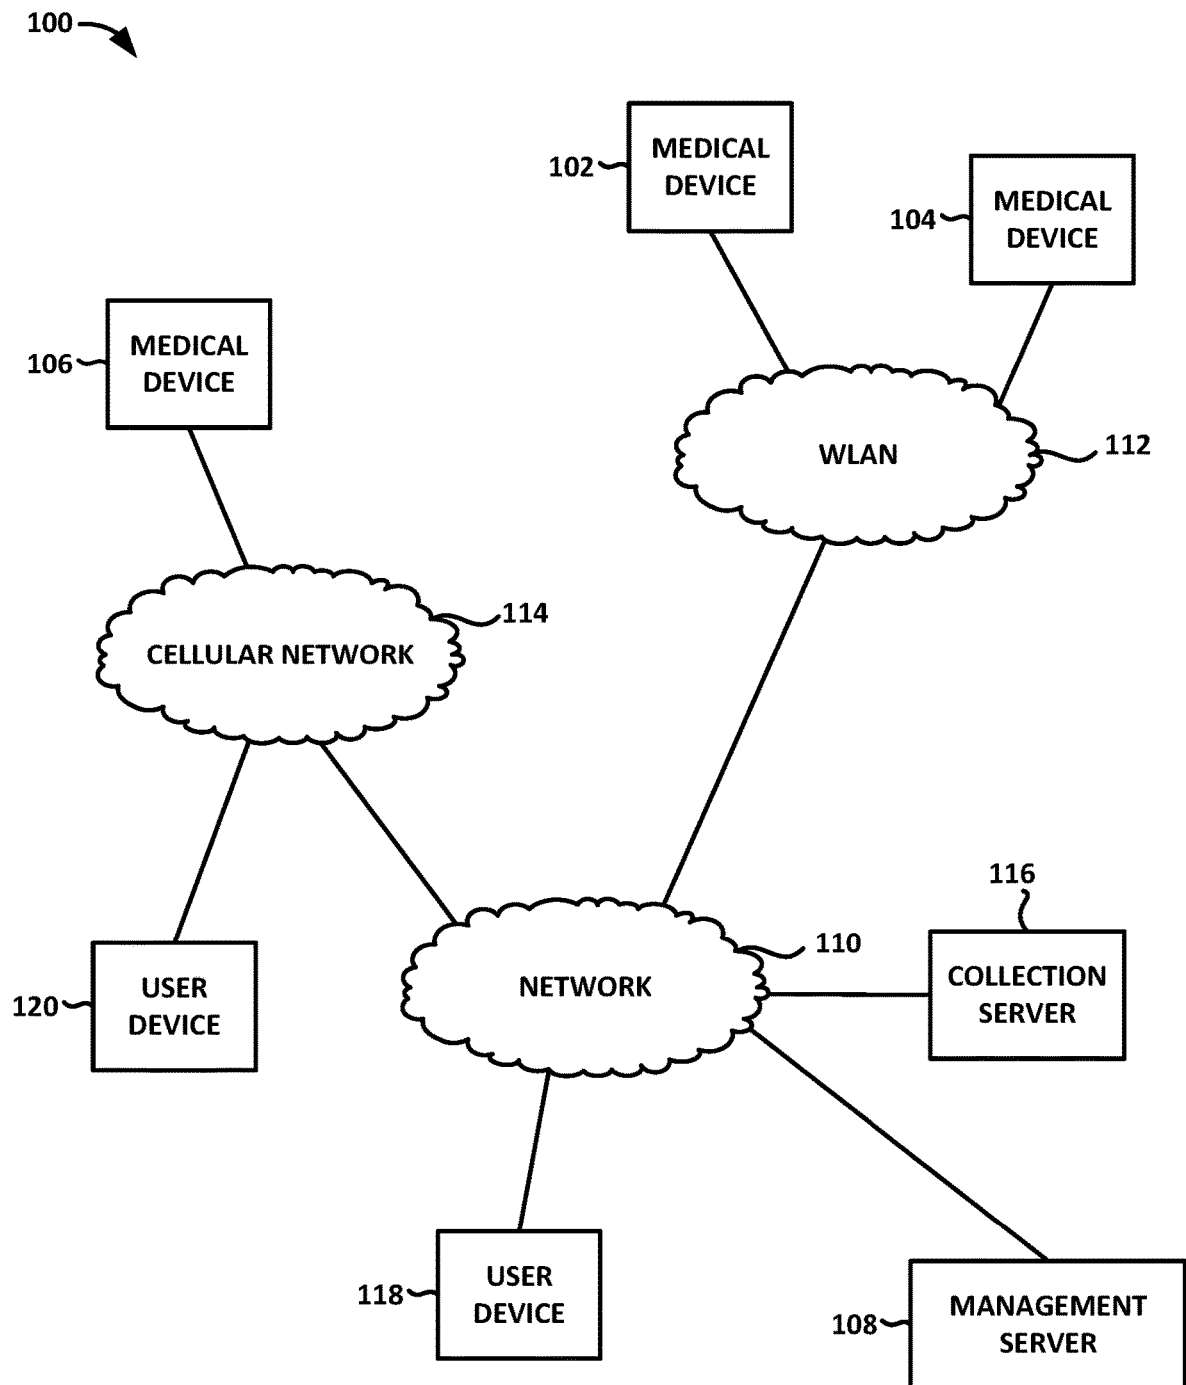 100
102
MEDICAL
DEVICE
104
MEDICAL
DEVICE
106
MEDICAL
DEVICE
WLAN
112
114
CELLULAR NETWORK
116
110
120
USER
DEVICE
NETWORK
COLLECTION
SERVER
118
USER
DEVICE
108
MANAGEMENT
SERVER